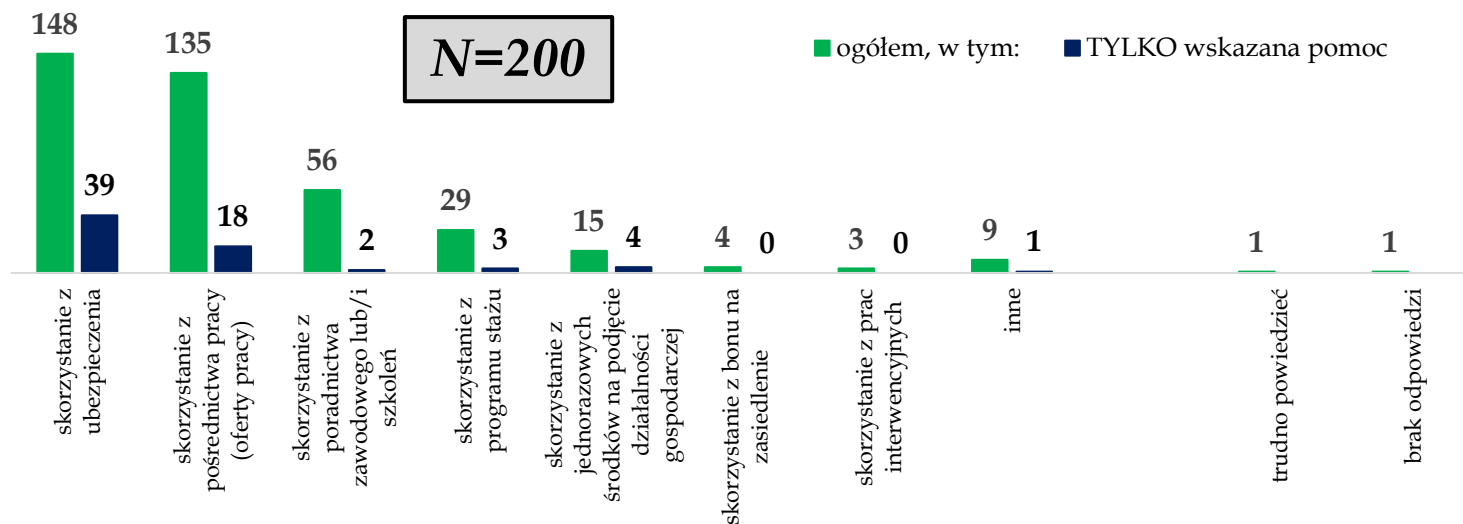 148
135
N=200
ogółem, w tym:
TYLKO wskazana pomoc
56
39
29
18
15
2
3
4
4
0
3
0
9
1
1
1
skorzystanie z
ubezpieczenia
skorzystanie z
pośrednictwa pracy
(oferty pracy)
skorzystanie z
poradnictwa
zawodowego lub/i
szkoleń
skorzystanie z
programu stażu
skorzystanie z
jednorazowych
środków na podjęcie
działalności
gospodarczej
skorzystanie z bonu na
zasiedlenie
skorzystanie z prac
interwencyjnych
inne
trudno powiedzieć
brak odpowiedzi